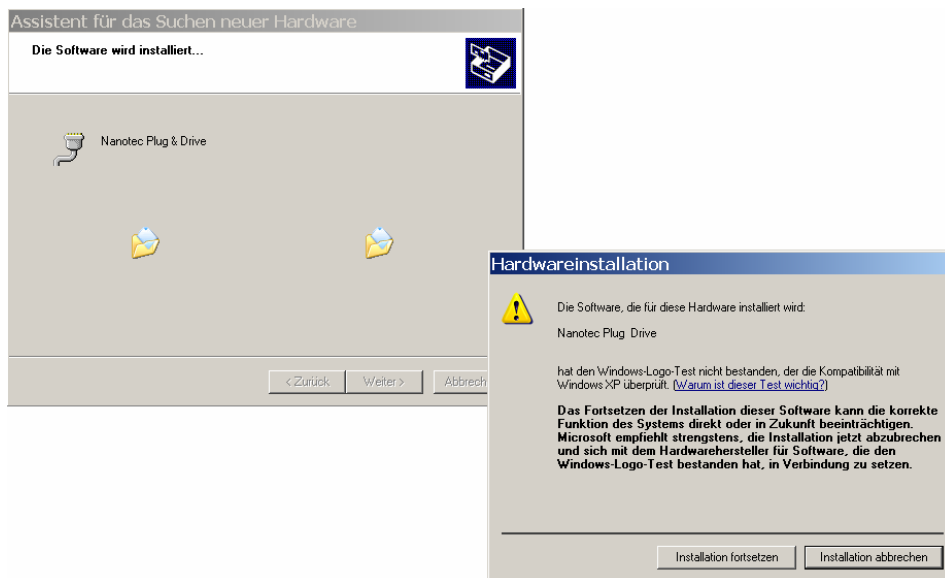 Assistent für das Suchen neuer Hardware
Die Software wird installiert...
Nanotec Plug & Drive
< Zurück
Weiter >
Abbrech
Hardwareinstallation
Die Software, die für diese Hardware installiert wird:
Nanotec Plug Drive
hat den Windows-Logo-Test nicht bestanden, der die Kompatibilität mit
Windows XP überprüft. (Warum ist dieser Test wichtig?)
Das Fortsetzen der Installation dieser Software kann die korrekte
Funktion des Systems direkt oder in Zukunft beeinträchtigen.
Microsoft empfiehlt strengstens, die Installation jetzt abzubrechen
und sich mit dem Hardwarehersteller für Software, die den
Windows-Logo-Test bestanden hat, in Verbindung zu setzen.
Installation fortsetzen
Installation abbrechen